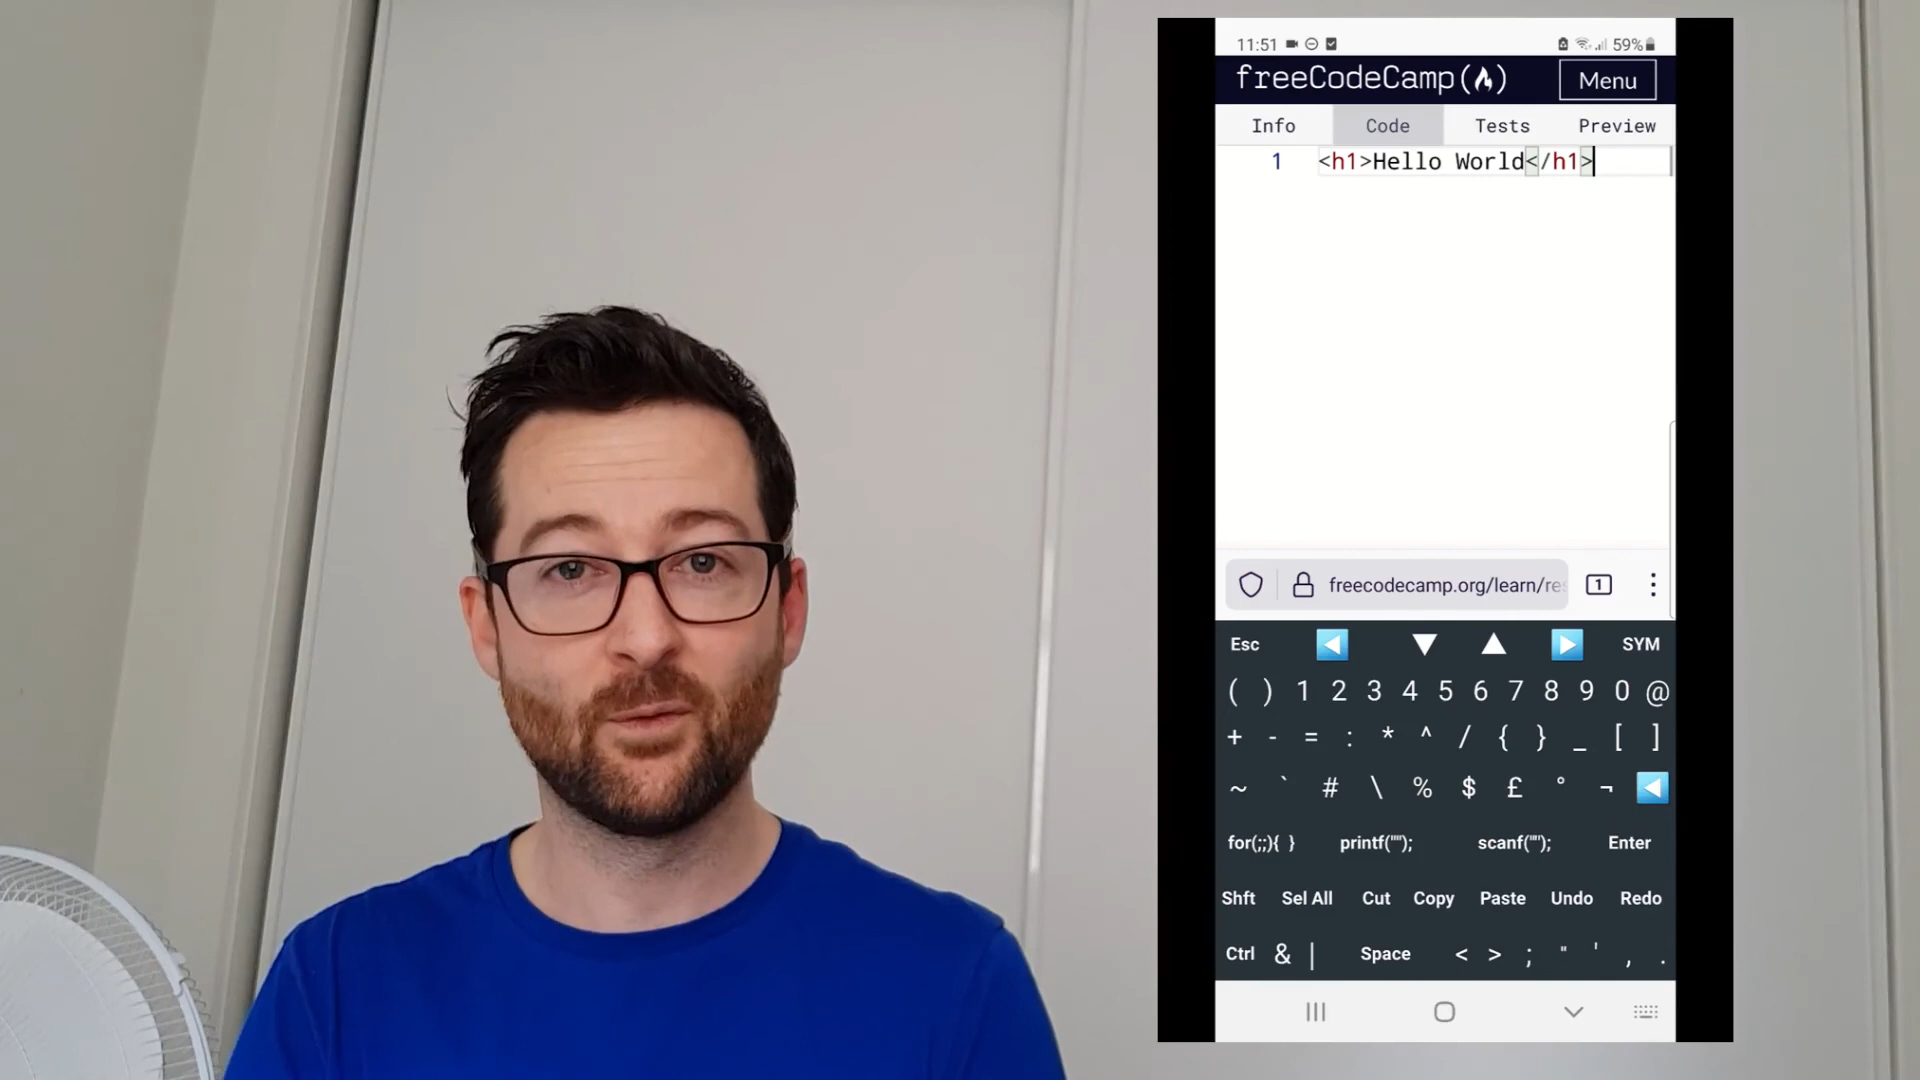 11:51 59%
freeCodeCamp Menu
Info Code Tests Preview
1 <h1>Hello World</h1>
freecodecamp.org/learn/re 1
Esc SYM
( ) 1 2 3 4 5 6 7 8 9 0 @
+ - = : * ^ / { } _ [ ]
~ ` # \ % $ £ ° ¬
for(;;){ } printf(""); scanf(""); Enter
Shft Sel All Cut Copy Paste Undo Redo
Ctrl & | Space < > ; " ' , .